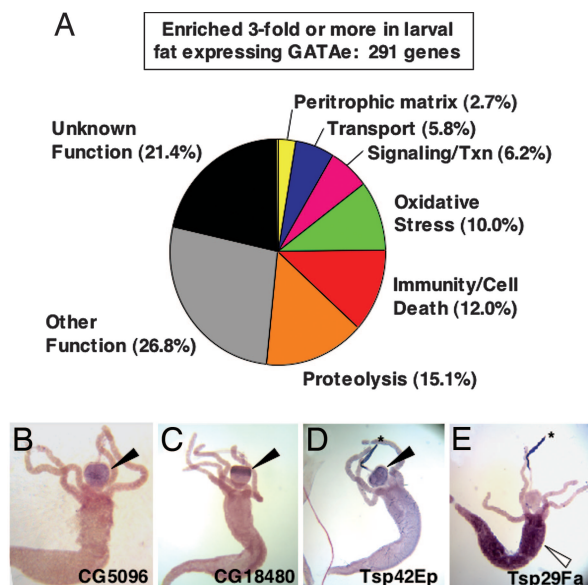 A
Enriched 3-fold or more in larval
fat expressing GATAe: 291 genes
Peritrophic matrix (2.7%)
Transport (5.8%)
Signaling/Txn (6.2%)
Oxidative
Stress (10.0%)
Immunity/Cell
Death (12.0%)
Proteolysis (15.1%)
Other
Function (26.8%)
Unknown
Function (21.4%)
B
CG5096
C
CG18480
D
*
Tsp42Ep
E
*
Tsp29Fa